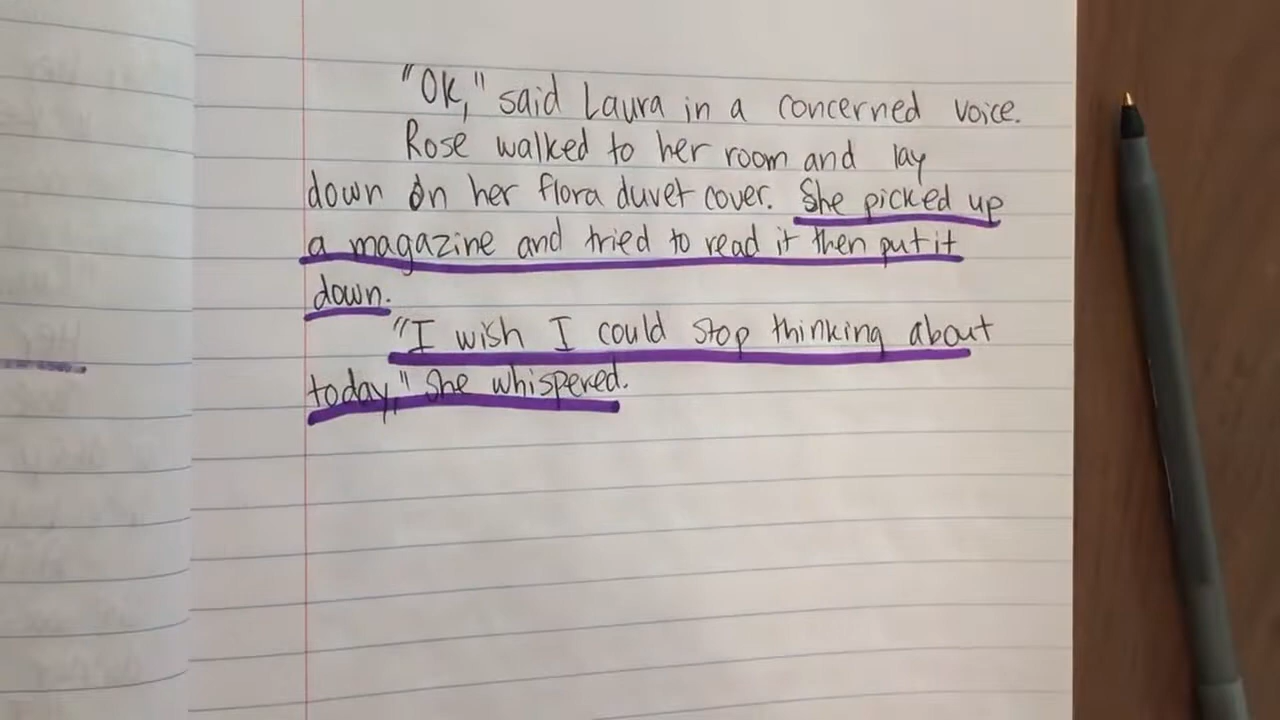 "Ok," said Laura in a concerned voice.
Rose walked to her room and lay
down on her flora duvet cover. She picked up
a magazine and tried to read it then put it
down.
"I wish I could stop thinking about
today," she whispered.